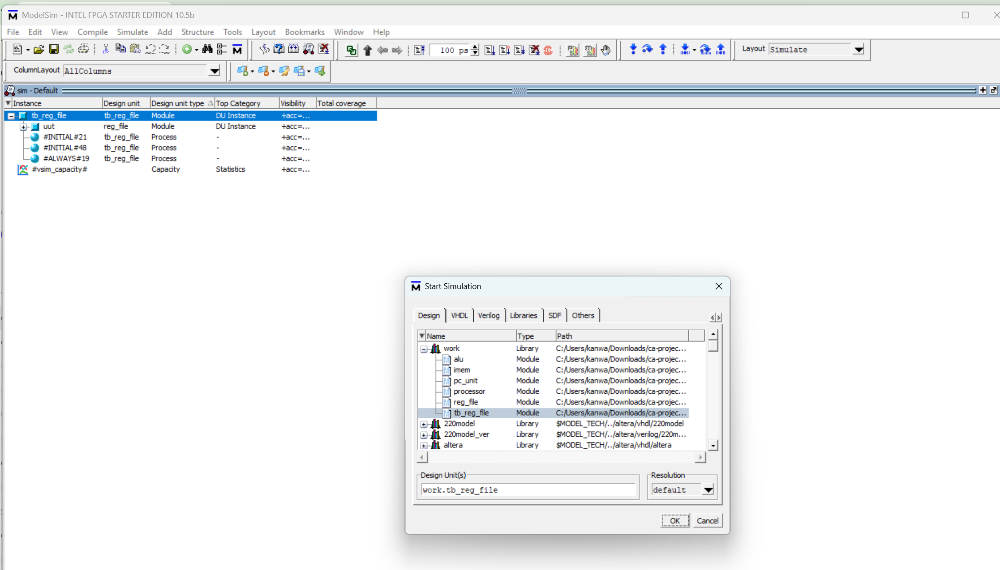 ModelSim - INTEL FPGA STARTER EDITION 10.5b
File Edit View Compile Simulate Add Structure Tools Layout Bookmarks Window Help
100 ps
Layout Simulate
ColumnLayout AllColumns
sim - Default
Instance Design unit Design unit type Top Category Visibility Total coverage
tb_reg_file tb_reg_file Module DU Instance +acc=...
uut reg_file Module DU Instance +acc=...
#INITIAL#21 tb_reg_file Process - +acc=...
#INITIAL#48 tb_reg_file Process - +acc=...
#ALWAYS#19 tb_reg_file Process - +acc=...
#vsim_capacity# Capacity Statistics +acc=...
Start Simulation
Design VHDL Verilog Libraries SDF Others
Name Type Path
work Library C:/Users/kanwa/Downloads/ca-projec...
alu Module C:/Users/kanwa/Downloads/ca-projec...
imem Module C:/Users/kanwa/Downloads/ca-projec...
pc_unit Module C:/Users/kanwa/Downloads/ca-projec...
processor Module C:/Users/kanwa/Downloads/ca-projec...
reg_file Module C:/Users/kanwa/Downloads/ca-projec...
tb_reg_file Module C:/Users/kanwa/Downloads/ca-projec...
220model Library $MODEL_TECH/../altera/vhdl/220model
220model_ver Library $MODEL_TECH/../altera/verilog/220m...
altera Library $MODEL_TECH/../altera/vhdl/altera
Design Unit(s)
work.tb_reg_file
Resolution
default
OK Cancel